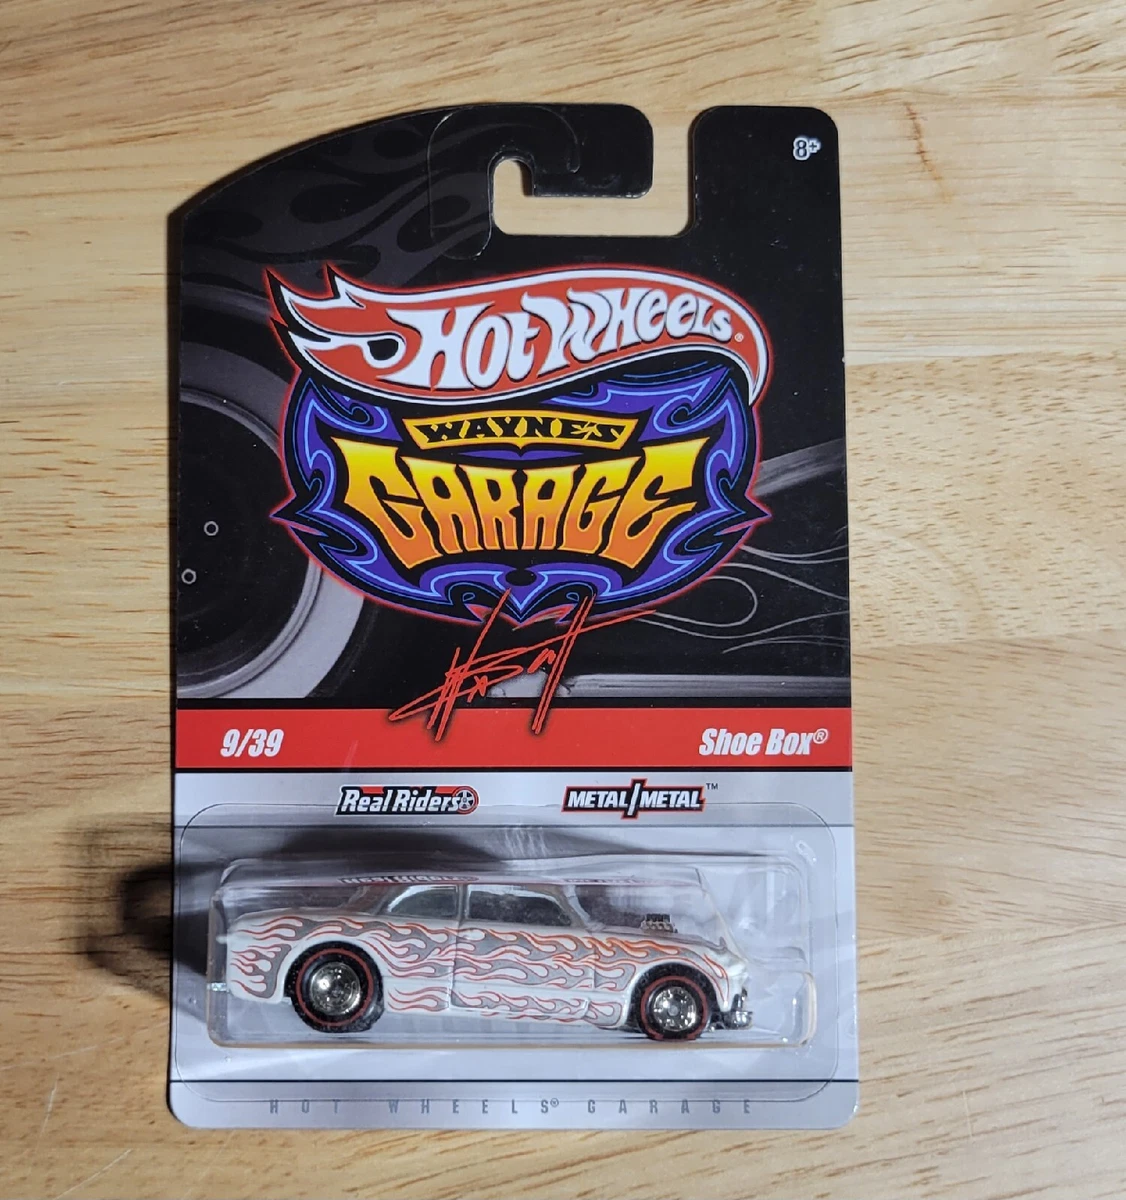 8+
Hot Wheels®
WAYNE'S
GARAGE
9/39
Shoe Box®
Real Riders
METAL/METAL™
HOT WHEELS® GARAGE